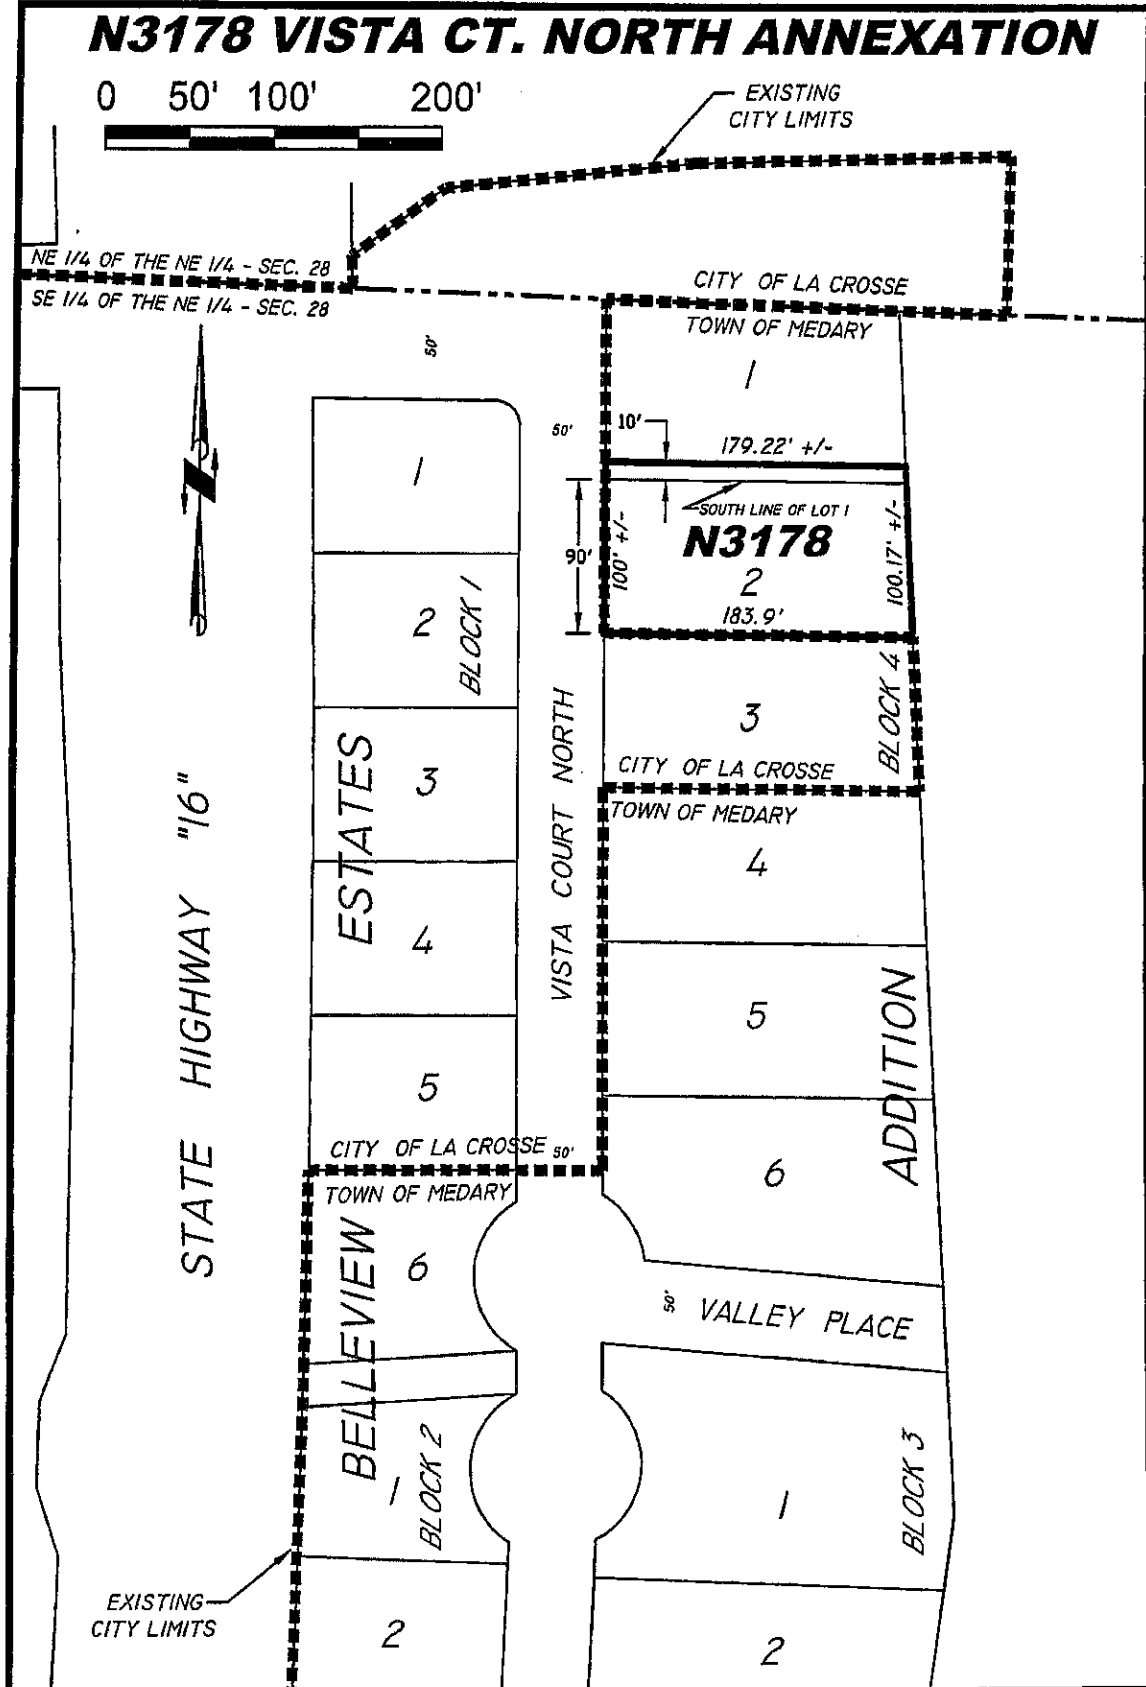 N3178 VISTA CT. NORTH ANNEXATION
0 50' 100' 200'
EXISTING
CITY LIMITS
NE 1/4 OF THE NE 1/4 - SEC. 28
SE 1/4 OF THE NE 1/4 - SEC. 28
CITY OF LA CROSSE
TOWN OF MEDARY
50'
1
50'
10'
179.22' +/-
1
SOUTH LINE OF LOT 1
N3178
90'
100' +/-
100.17' +/-
2
183.9'
2
BLOCK 1
BLOCK 4
3
CITY OF LA CROSSE
TOWN OF MEDARY
VISTA COURT NORTH
ESTATES
3
STATE HIGHWAY "16"
4
4
5
ADDITION
5
CITY OF LA CROSSE
50'
TOWN OF MEDARY
6
6
BELLEVIEW
50'
VALLEY PLACE
1
BLOCK 2
1
BLOCK 3
EXISTING
CITY LIMITS
2
2